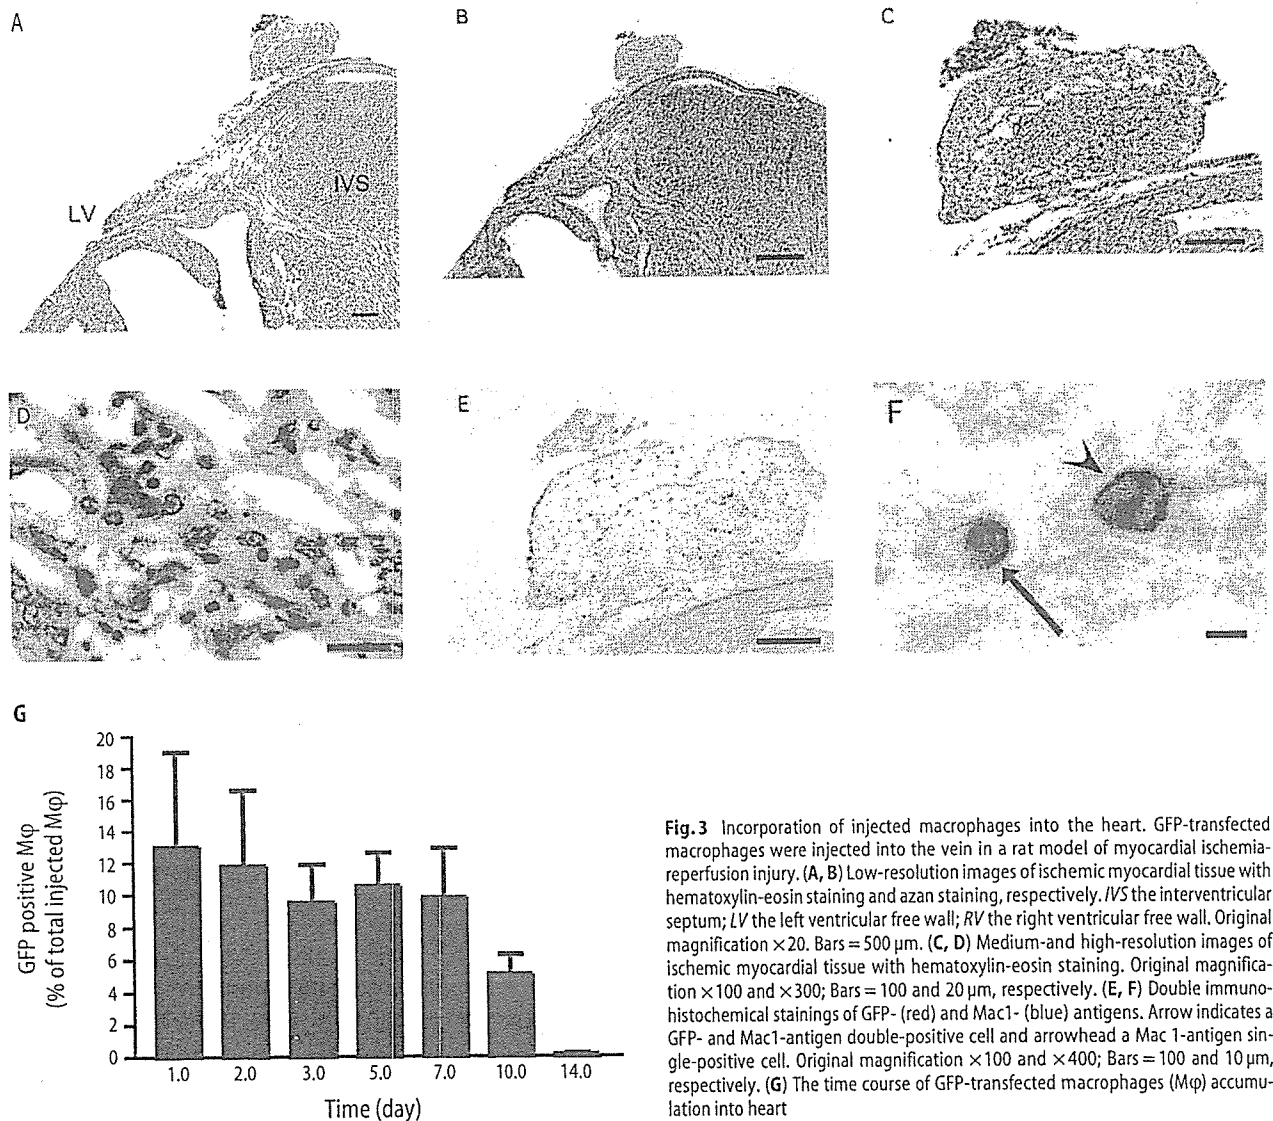 A
B
C
IVS
LV
D
E
F
G
GFP positive Mφ
(% of total injected Mφ)
20
18
16
14
12
10
8
6
4
2
0
1.0 2.0 3.0 5.0 7.0 10.0 14.0
Time (day)
Fig.3 Incorporation of injected macrophages into the heart. GFP-transfected
macrophages were injected into the vein in a rat model of myocardial ischemia-
reperfusion injury. (A, B) Low-resolution images of ischemic myocardial tissue with
hematoxylin-eosin staining and azan staining, respectively. IVS the interventricular
septum; LV the left ventricular free wall; RV the right ventricular free wall. Original
magnification ×20. Bars = 500 µm. (C, D) Medium-and high-resolution images of
ischemic myocardial tissue with hematoxylin-eosin staining. Original magnifica-
tion ×100 and ×300; Bars = 100 and 20 µm, respectively. (E, F) Double immuno-
histochemical stainings of GFP- (red) and Mac1- (blue) antigens. Arrow indicates a
GFP- and Mac1-antigen double-positive cell and arrowhead a Mac 1-antigen sin-
gle-positive cell. Original magnification ×100 and ×400; Bars = 100 and 10 µm,
respectively. (G) The time course of GFP-transfected macrophages (Mφ) accumu-
lation into heart